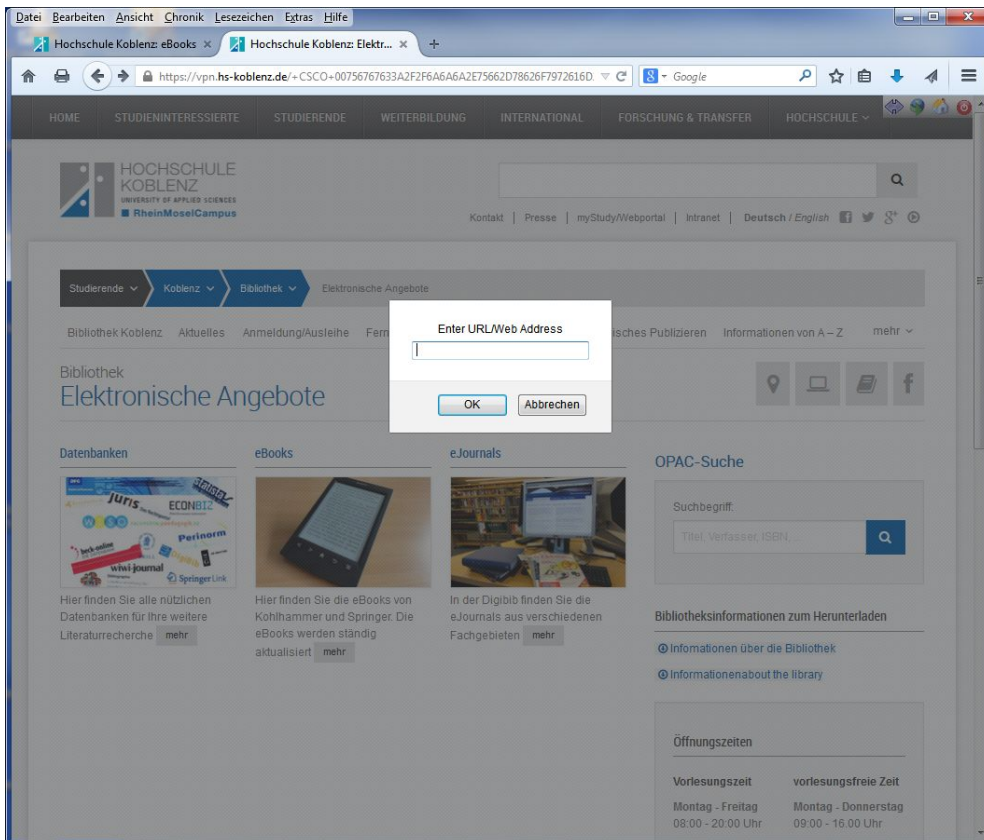 Datei Bearbeiten Ansicht Chronik Lesezeichen Extras Hilfe
Hochschule Koblenz: eBooks × Hochschule Koblenz: Elektr... × +
https://vpn.hs-koblenz.de/+CSCO+00756767633A2F2F6A6A6A2E75662D78626F7972616D. Google
HOME STUDIENINTERESSIERTE STUDIERENDE WEITERBILDUNG INTERNATIONAL FORSCHUNG & TRANSFER HOCHSCHULE
HOCHSCHULE
KOBLENZ
UNIVERSITY OF APPLIED SCIENCES
RheinMoselCampus
Kontakt | Presse | myStudy/Webportal | Intranet | Deutsch / English
Studierende Koblenz Bibliothek Elektronische Angebote
Enter URL/Web Address
Bibliothek Koblenz Aktuelles Anmeldung/Ausleihe Fern isches Publizieren Informationen von A – Z mehr
Bibliothek
Elektronische Angebote
OK Abbrechen
Datenbanken eBooks eJournals
OPAC-Suche
juris
Statista
ECONBIZ
WISO
Perinorm
beck-online
wiwi-journal
SpringerLink
Suchbegriff:
Titel, Verfasser, ISBN,...
Hier finden Sie alle nützlichen
Datenbanken für Ihre weitere
Literaturrecherche mehr
Hier finden Sie die eBooks von
Kohlhammer und Springer. Die
eBooks werden ständig
aktualisiert mehr
In der Digibib finden Sie die
eJournals aus verschiedenen
Fachgebieten mehr
Bibliotheksinformationen zum Herunterladen
Infomationen über die Bibliothek
Informationenabout the library
Öffnungszeiten
Vorlesungszeit vorlesungsfreie Zeit
Montag - Freitag Montag - Donnerstag
08:00 - 20:00 Uhr 09:00 - 16.00 Uhr